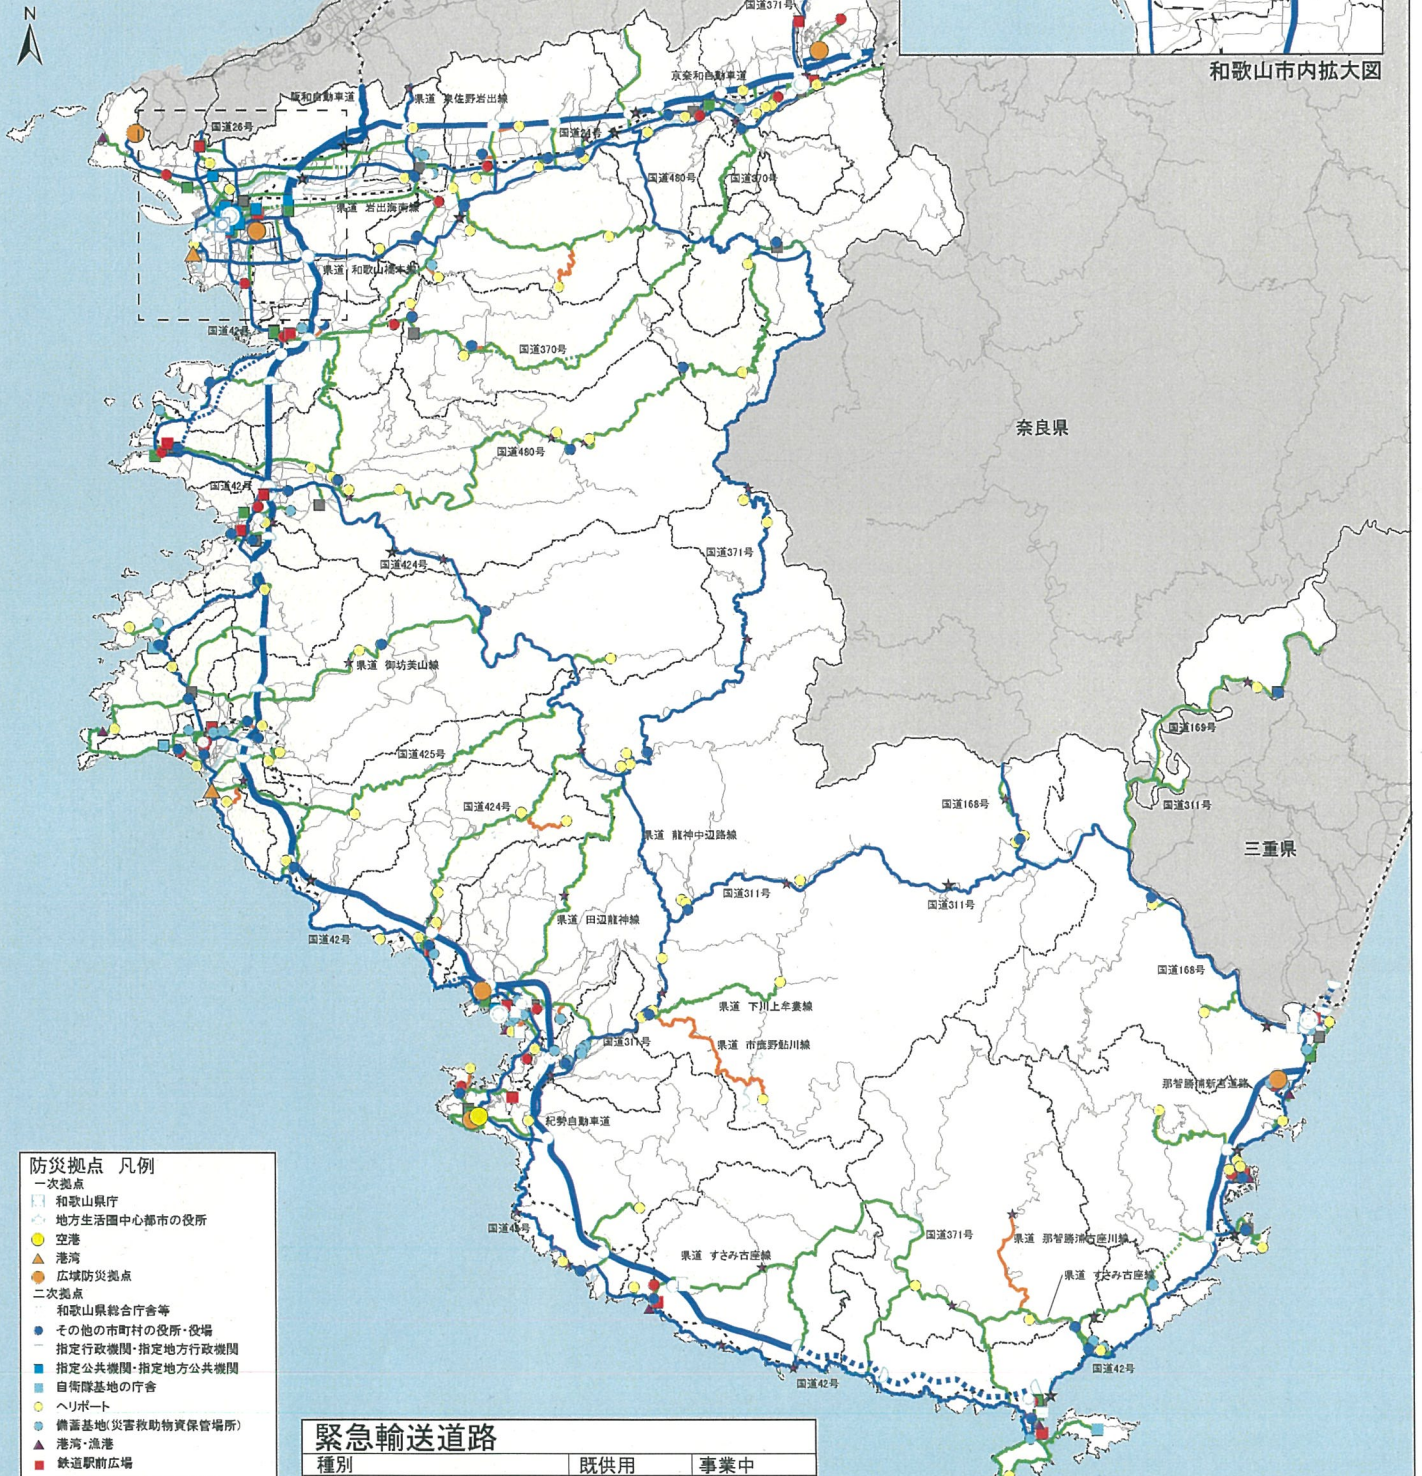 N
国道371号
和歌山市内拡大図
京奈和自動車道
阪和自動車道
県道 泉佐野岩出線
国道26号
国道24号
国道480号
国道370号
県道 岩出海南線
県道 和歌山橋本線
国道42号
国道370号
奈良県
国道480号
国道42号
国道371号
国道424号
県道 御坊美山線
国道169号
国道425号
国道424号
国道168号
国道311号
県道 龍神中辺路線
三重県
国道311号
国道311号
県道 田辺龍神線
国道42号
国道168号
県道 下川上牟婁線
国道311号
県道 市鹿野鮎川線
那智勝浦新宮道路
紀勢自動車道
国道42号
国道371号
県道 那智勝浦古座川線
県道 すさみ古座線
県道 すさみ古座線
国道42号
国道42号
防災拠点 凡例
一次拠点
和歌山県庁
地方生活圏中心都市の役所
空港
港湾
広域防災拠点
二次拠点
和歌山県総合庁舎等
その他の市町村の役所・役場
指定行政機関・指定地方行政機関
指定公共機関・指定地方公共機関
自衛隊基地の庁舎
ヘリポート
備蓄基地(災害救助物資保管場所)
港湾・漁港
鉄道駅前広場
緊急輸送道路
種別 既供用 事業中